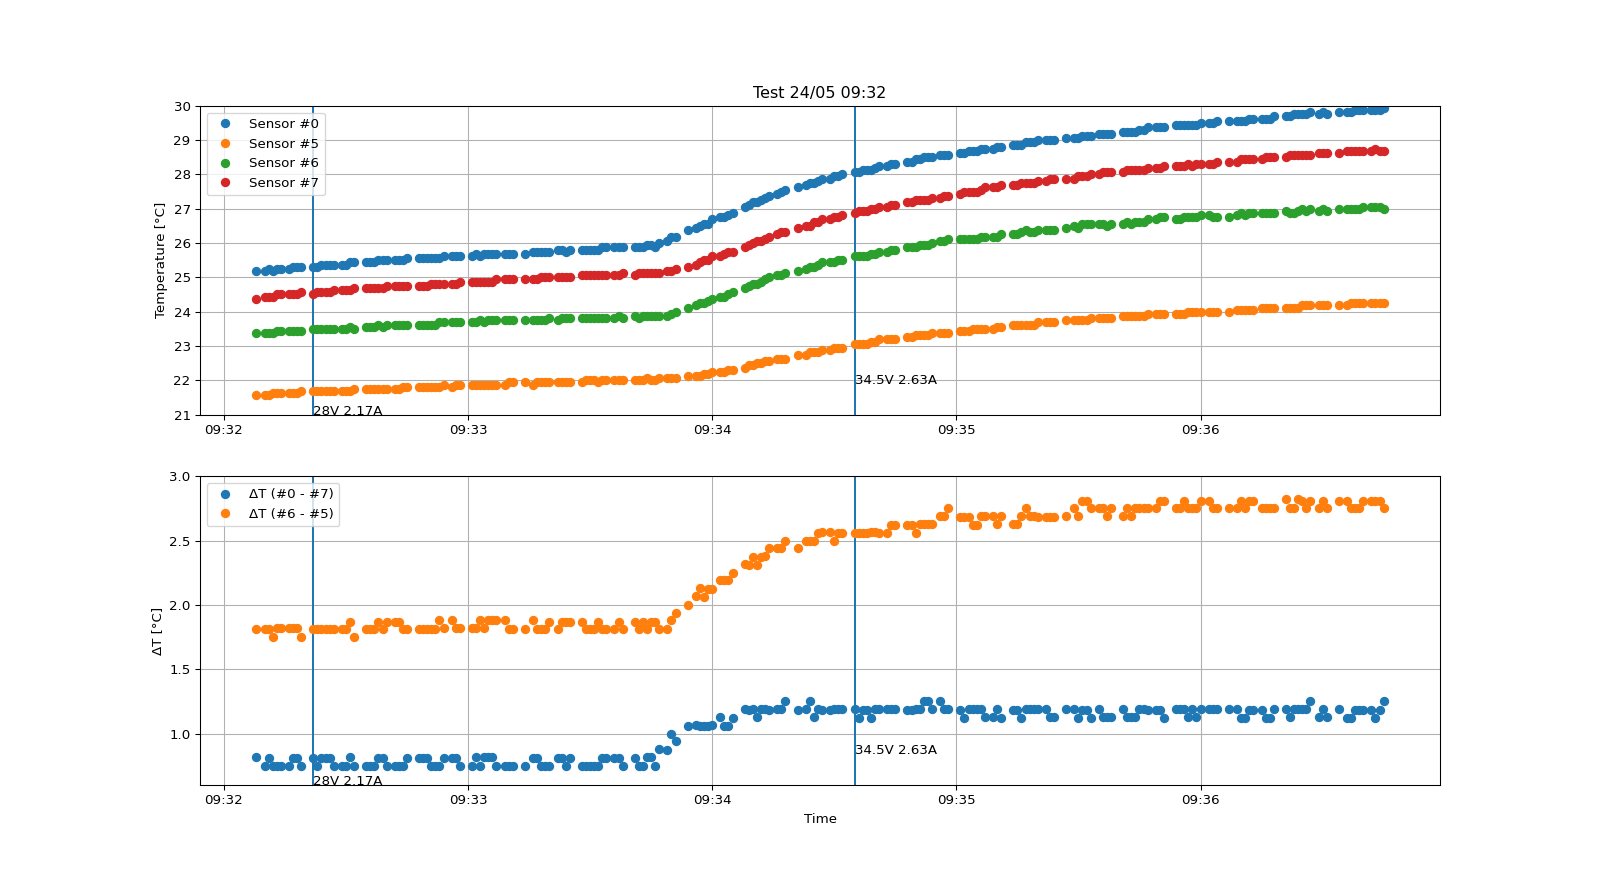 Test 24/05 09:32
Temperature [°C]
30
29
28
27
26
25
24
23
22
21
Sensor #0
Sensor #5
Sensor #6
Sensor #7
34.5V 2.63A
28V 2.17A
09:32 09:33 09:34 09:35 09:36
ΔT [°C]
3.0
2.5
2.0
1.5
1.0
ΔT (#0 - #7)
ΔT (#6 - #5)
34.5V 2.63A
28V 2.17A
09:32 09:33 09:34 09:35 09:36
Time